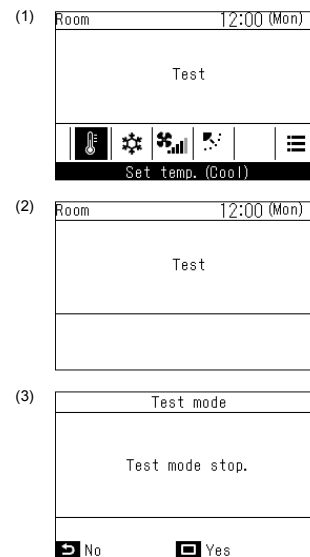 (1)
Room 12:00 (Mon)
Test
Set temp. (Cool)
(2)
Room 12:00 (Mon)
Test
(3)
Test mode
Test mode stop.
No Yes